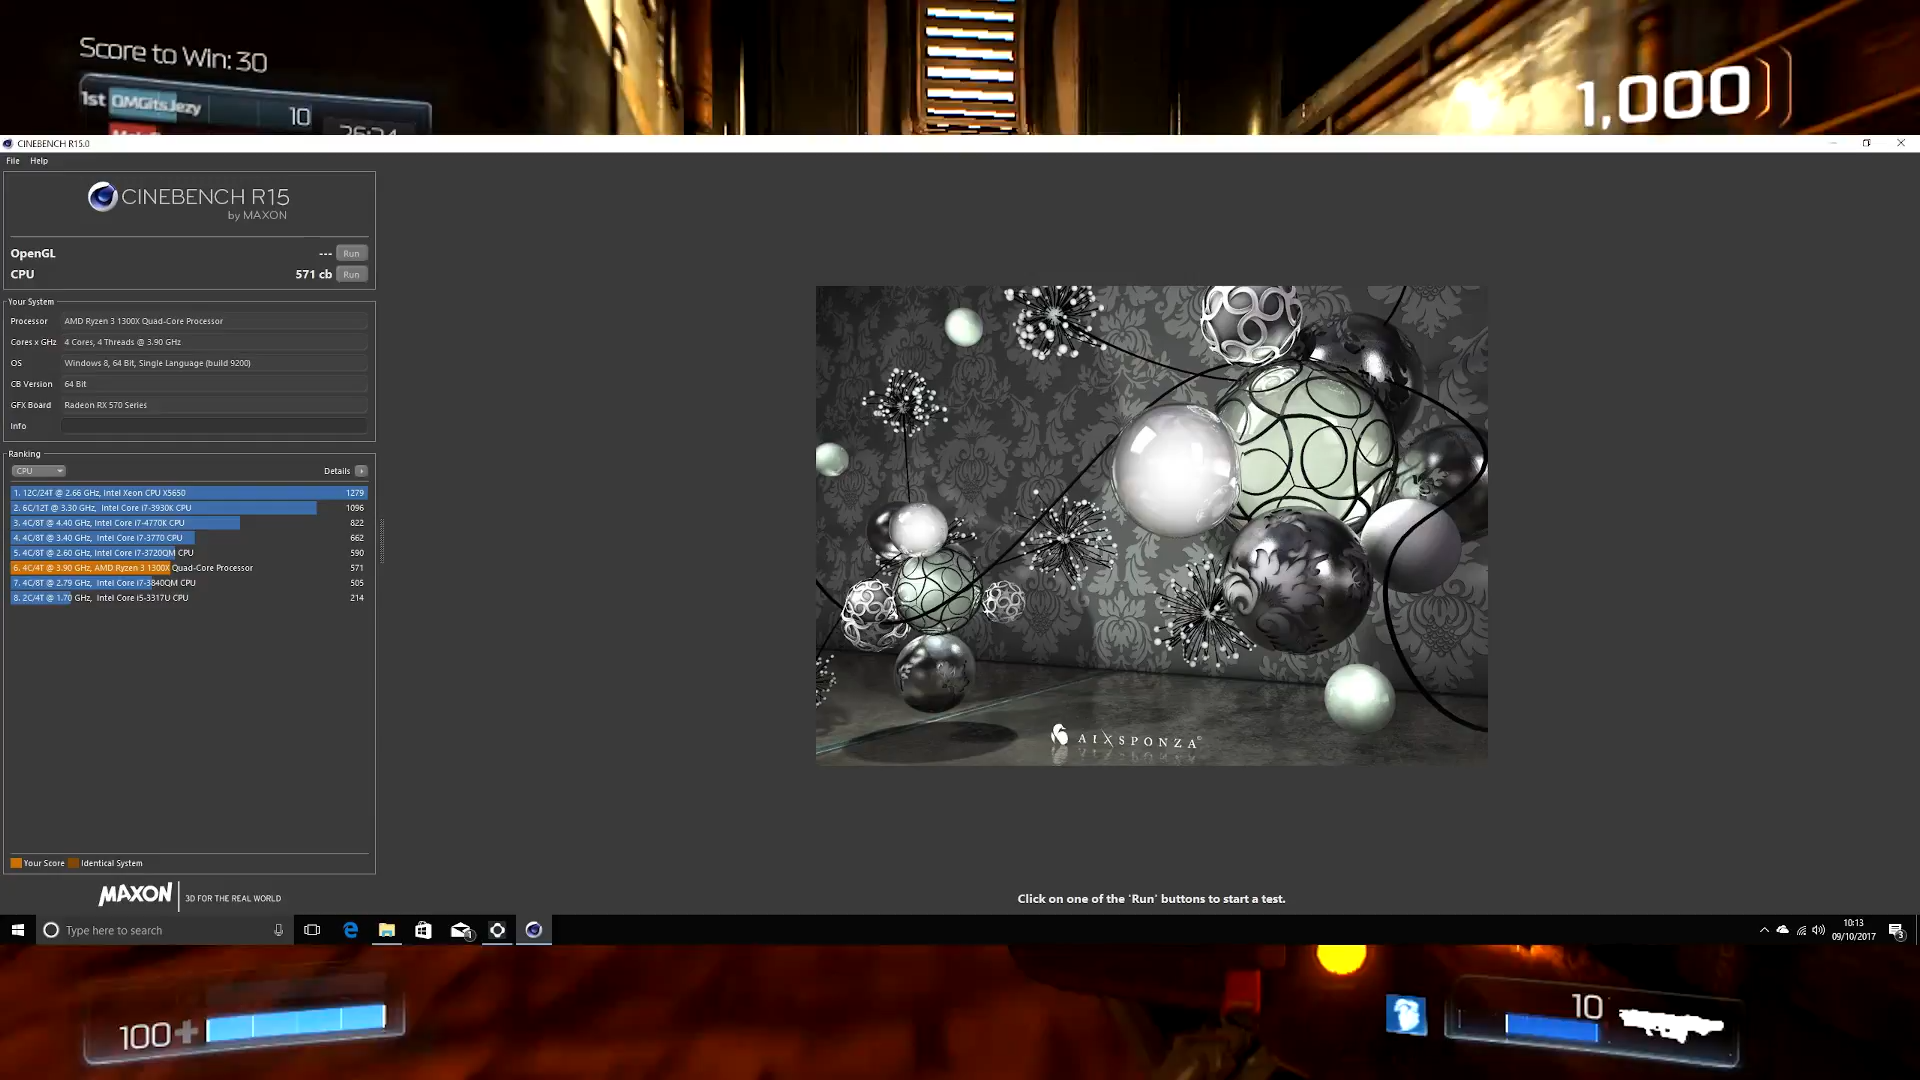 Score to Win: 30
1st OMGitsJezy 10
1,000
CINEBENCH R15.0
File Help
CINEBENCH R15
by MAXON
OpenGL --- Run
CPU 571 cb Run
Your System
Processor AMD Ryzen 3 1300X Quad-Core Processor
Cores x GHz 4 Cores, 4 Threads @ 3.90 GHz
OS Windows 8, 64 Bit, Single Language (build 9200)
CB Version 64 Bit
GFX Board Radeon RX 570 Series
Info
Ranking
CPU Details
1. 12C/24T @ 2.66 GHz, Intel Xeon CPU X5650 1279
2. 6C/12T @ 3.30 GHz, Intel Core i7-3930K CPU 1096
3. 4C/8T @ 4.40 GHz, Intel Core i7-4770K CPU 822
4. 4C/8T @ 3.40 GHz, Intel Core i7-3770 CPU 662
5. 4C/8T @ 2.60 GHz, Intel Core i7-3720QM CPU 590
6. 4C/4T @ 3.90 GHz, AMD Ryzen 3 1300X Quad-Core Processor 571
7. 4C/8T @ 2.79 GHz, Intel Core i7-3840QM CPU 505
8. 2C/4T @ 1.70 GHz, Intel Core i5-3317U CPU 214
AIXSPONZA
Your Score Identical System
MAXON 3D FOR THE REAL WORLD
Click on one of the 'Run' buttons to start a test.
Type here to search
1
10:13
09/10/2017
3
100+
10